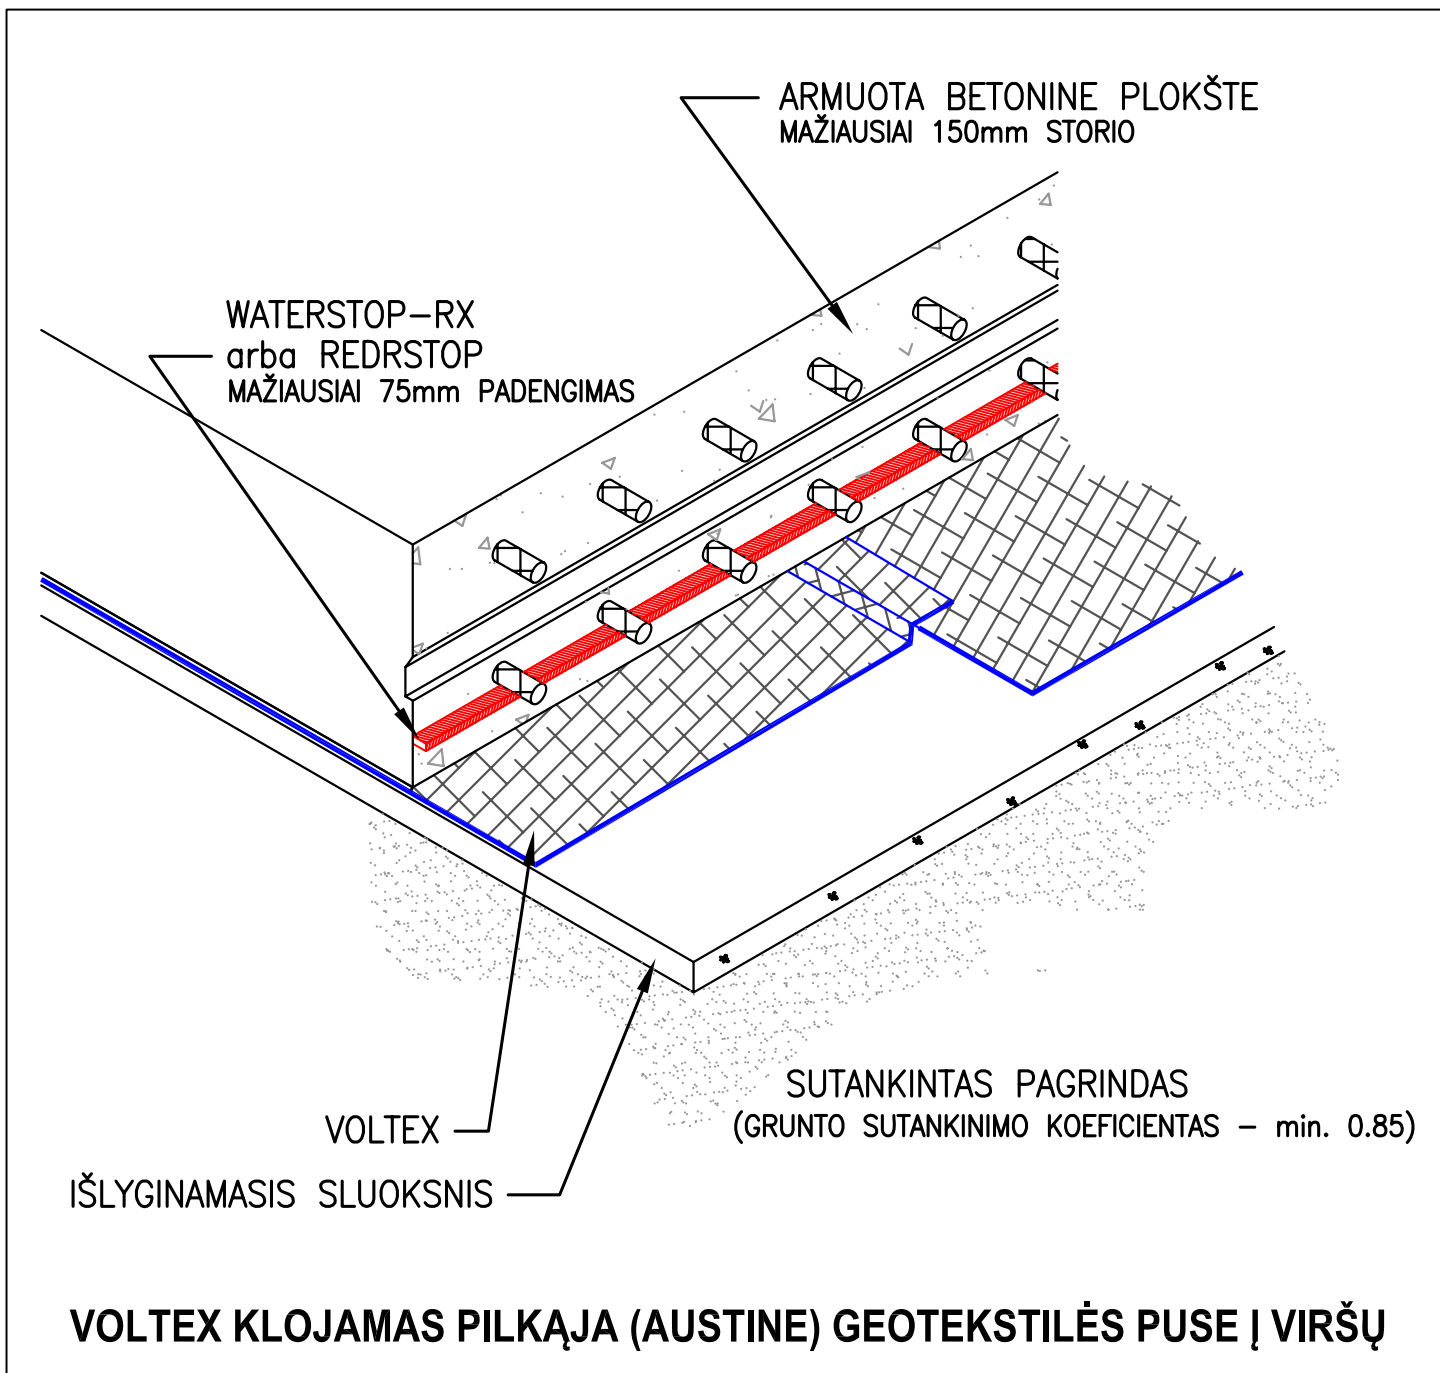 ARMUOTA BETONINE PLOKŠTE
MAŽIAUSIAI 150mm STORIO
WATERSTOP-RX
arba REDRSTOP
MAŽIAUSIAI 75mm PADENGIMAS
SUTANKINTAS PAGRINDAS
(GRUNTO SUTANKINIMO KOEFICIENTAS - min. 0.85)
VOLTEX
IŠLYGINAMASIS SLUOKSNIS
VOLTEX KLOJAMAS PILKĄJA (AUSTINE) GEOTEKSTILĖS PUSE Į VIRŠŲ